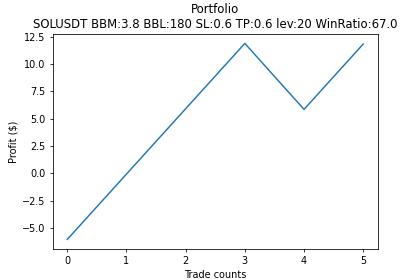 Portfolio
SOLUSDT BBM:3.8 BBL:180 SL:0.6 TP:0.6 lev:20 WinRatio:67.0
12.5
10.0
7.5
5.0
2.5
0.0
−2.5
−5.0
Profit ($)
0 1 2 3 4 5
Trade counts